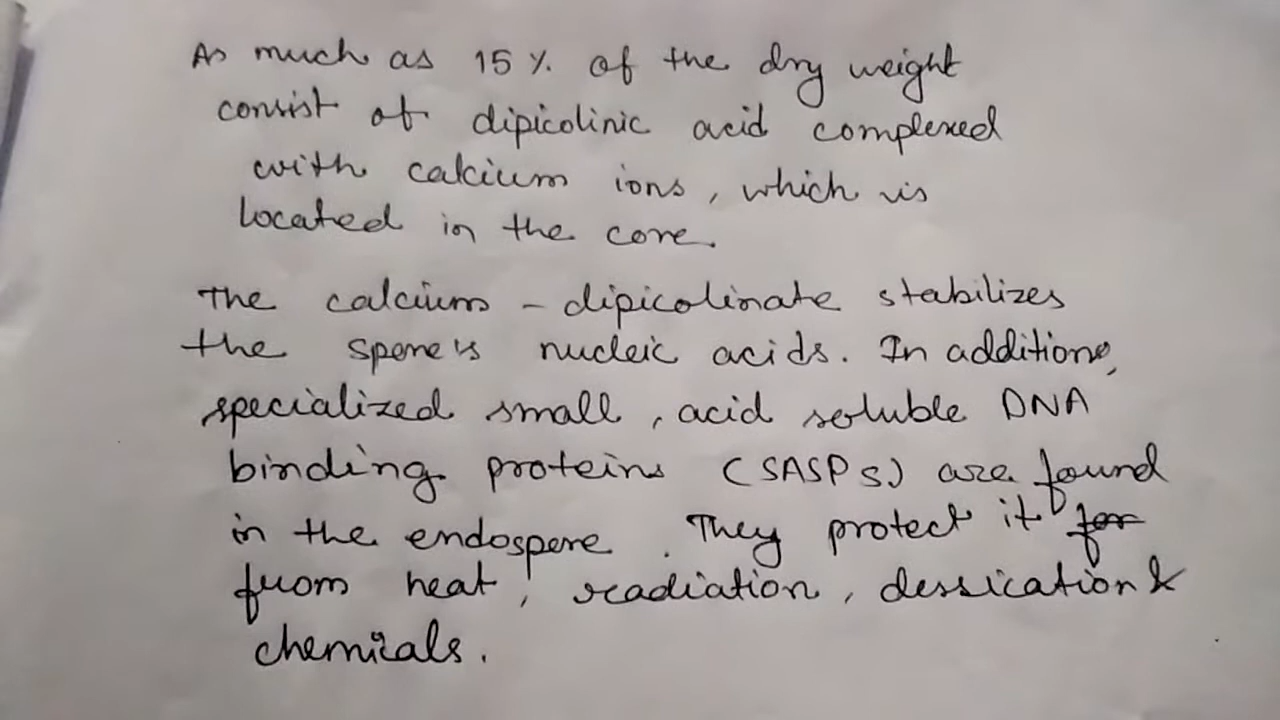 As much as 15 % of the dry weight
consist of dipicolinic acid complexed
with calcium ions, which is
located in the core.
The calcium - dipicolinate stabilizes
the spore's nucleic acids. In addition,
specialized small, acid soluble DNA
binding proteins (SASPs) are found
in the endospore. They protect it for
from heat, radiation, dessication &
chemicals.